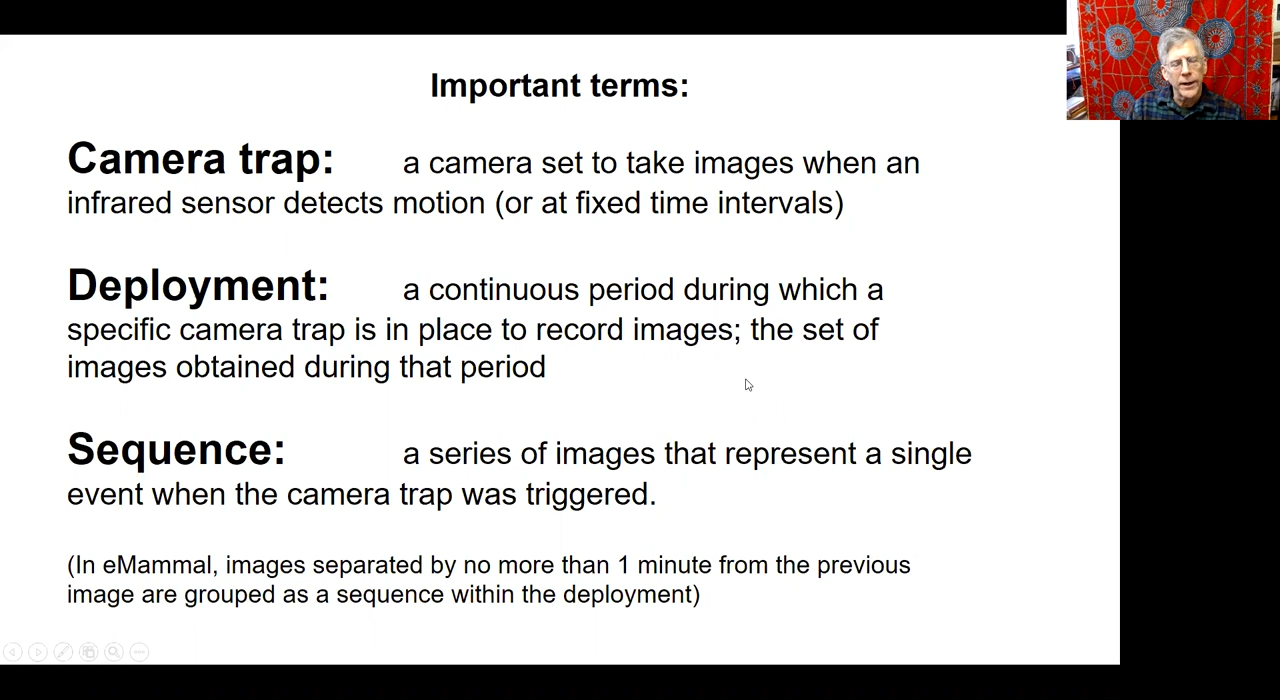 Important terms:
Camera trap: a camera set to take images when an
infrared sensor detects motion (or at fixed time intervals)
Deployment: a continuous period during which a
specific camera trap is in place to record images; the set of
images obtained during that period
Sequence: a series of images that represent a single
event when the camera trap was triggered.
(In eMammal, images separated by no more than 1 minute from the previous
image are grouped as a sequence within the deployment)